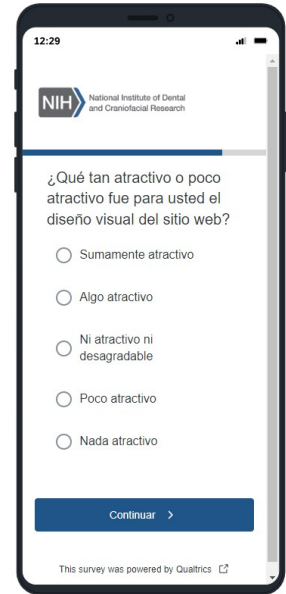 12:29
NIH
National Institute of Dental
and Craniofacial Research
¿Qué tan atractivo o poco
atractivo fue para usted el
diseño visual del sitio web?
Sumamente atractivo
Algo atractivo
Ni atractivo ni
desagradable
Poco atractivo
Nada atractivo
Continuar
This survey was powered by Qualtrics